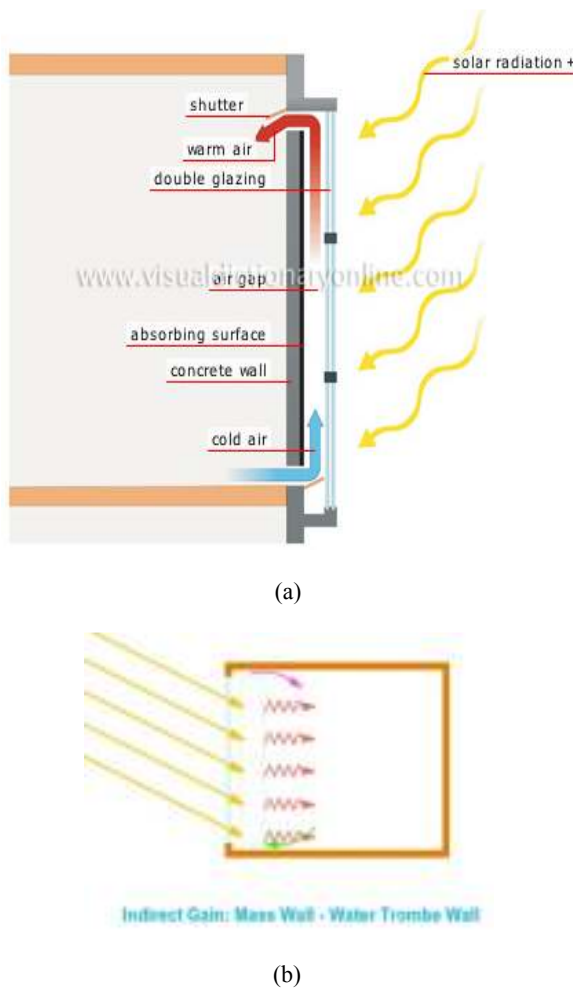 solar radiation +
shutter
warm air
double glazing
www.visualdictionaryonline.com
air gap
absorbing surface
concrete wall
cold air
(a)
Indirect Gain: Mass Wall - Water Trombe Wall
(b)